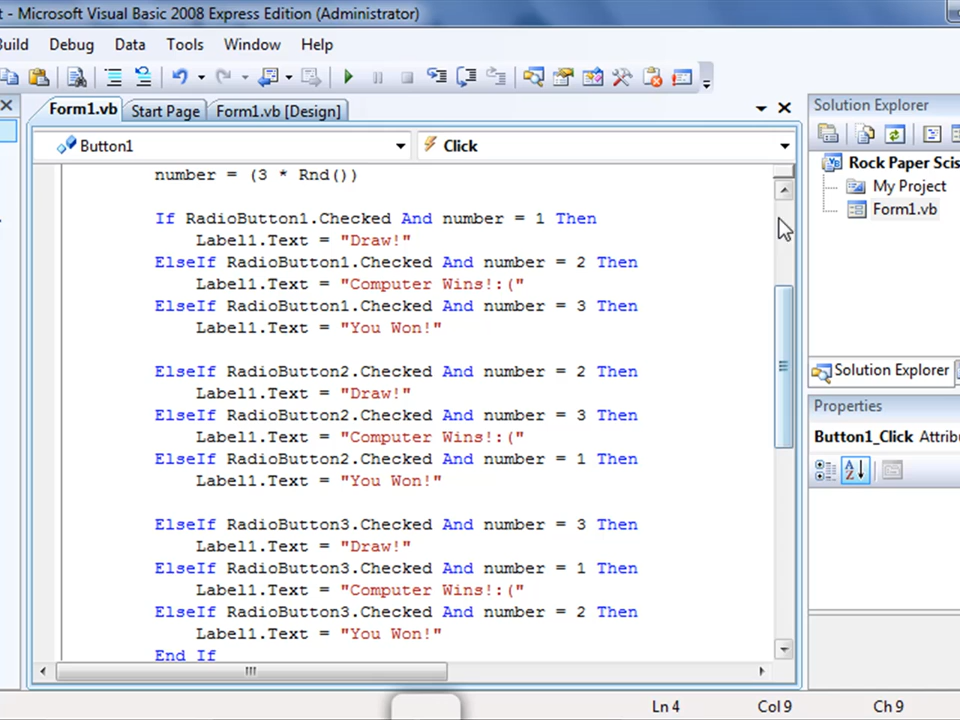 t - Microsoft Visual Basic 2008 Express Edition (Administrator)
Build Debug Data Tools Window Help
Form1.vb Start Page Form1.vb [Design]
Button1 Click
number = (3 * Rnd())
If RadioButton1.Checked And number = 1 Then
Label1.Text = "Draw!"
ElseIf RadioButton1.Checked And number = 2 Then
Label1.Text = "Computer Wins!:("
ElseIf RadioButton1.Checked And number = 3 Then
Label1.Text = "You Won!"
ElseIf RadioButton2.Checked And number = 2 Then
Label1.Text = "Draw!"
ElseIf RadioButton2.Checked And number = 3 Then
Label1.Text = "Computer Wins!:("
ElseIf RadioButton2.Checked And number = 1 Then
Label1.Text = "You Won!"
ElseIf RadioButton3.Checked And number = 3 Then
Label1.Text = "Draw!"
ElseIf RadioButton3.Checked And number = 1 Then
Label1.Text = "Computer Wins!:("
ElseIf RadioButton3.Checked And number = 2 Then
Label1.Text = "You Won!"
End If
Solution Explorer
Rock Paper Scis
My Project
Form1.vb
Solution Explorer
Properties
Button1_Click Attribu
Ln 4 Col 9 Ch 9